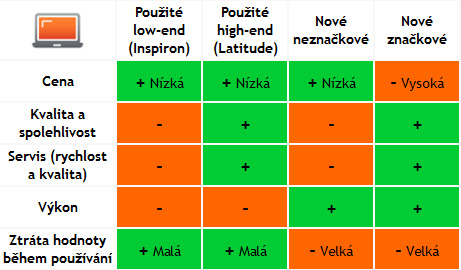 Použité low-end (Inspiron)
Použité high-end (Latitude)
Nové neznačkové
Nové značkové
Cena
+ Nízká
+ Nízká
+ Nízká
- Vysoká
Kvalita a spolehlivost
-
+
-
+
Servis (rychlost a kvalita)
-
+
-
+
Výkon
-
-
+
+
Ztráta hodnoty během používání
+ Malá
+ Malá
- Velká
- Velká